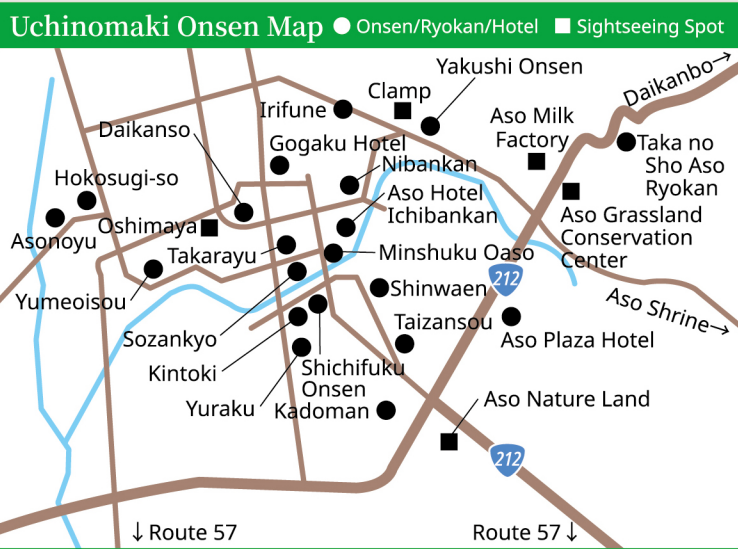 Uchinomaki Onsen Map
Onsen/Ryokan/Hotel
Sightseeing Spot
Yakushi Onsen
Daikanbo→
Clamp
Irifune
Aso Milk
Factory
Daikanso
Gogaku Hotel
Nibankan
Taka no
Sho Aso
Ryokan
Hokosugi-so
Aso Hotel
Ichibankan
Oshimaya
Asonoyu
Aso Grassland
Conservation
Center
Takarayu
Minshuku Oaso
212
Yumeoisou
Shinwaen
Aso Shrine→
Taizansou
Sozankyo
Aso Plaza Hotel
Kintoki
Shichifuku
Onsen
Yuraku
Kadoman
Aso Nature Land
212
↓Route 57
Route 57↓